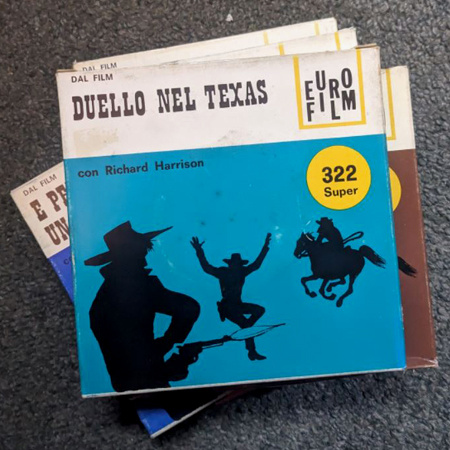 DAL FILM
DAL FILM
DUELLO NEL TEXAS
EURO
FILM
con Richard Harrison
322
Super
DAL FILM
E PE
UN